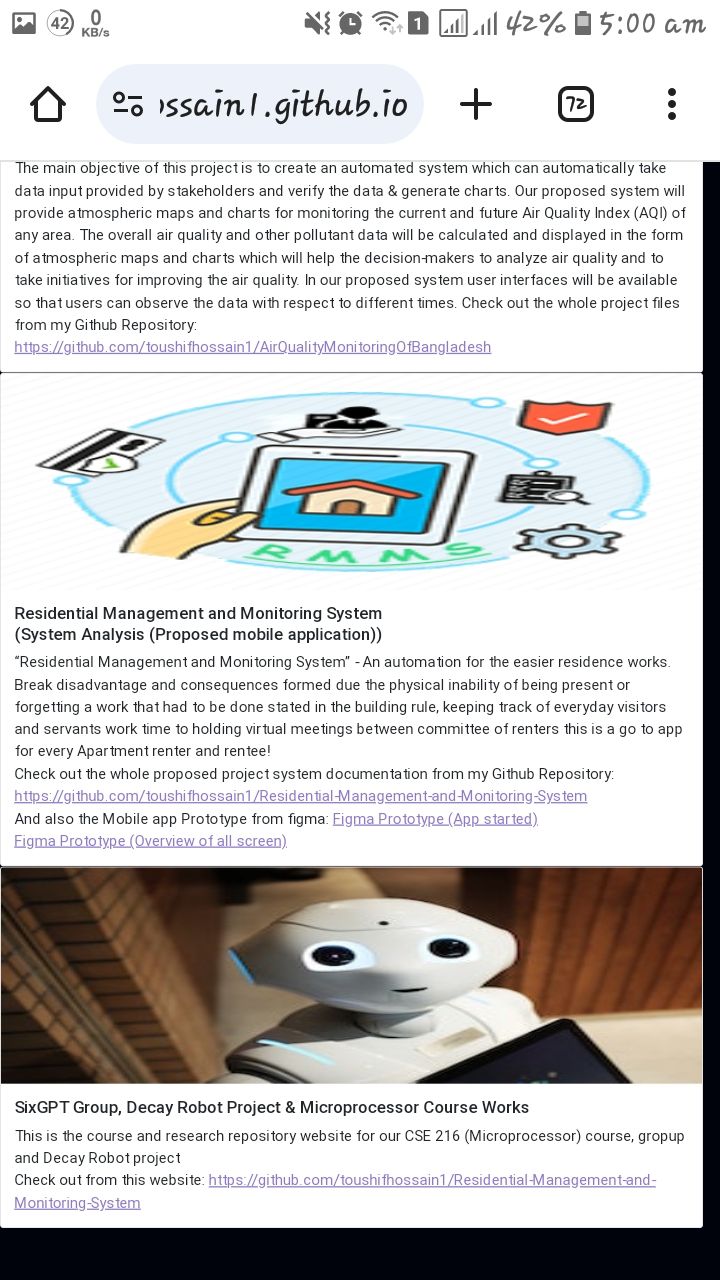 42
0
KB/s
1
42%
5:00 am
ossain1.github.io
72
The main objective of this project is to create an automated system which can automatically take
data input provided by stakeholders and verify the data & generate charts. Our proposed system will
provide atmospheric maps and charts for monitoring the current and future Air Quality Index (AQI) of
any area. The overall air quality and other pollutant data will be calculated and displayed in the form
of atmospheric maps and charts which will help the decision-makers to analyze air quality and to
take initiatives for improving the air quality. In our proposed system user interfaces will be available
so that users can observe the data with respect to different times. Check out the whole project files
from my Github Repository:
https://github.com/toushifhossain1/AirQualityMonitoringOfBangladesh
RMMS
Residential Management and Monitoring System
(System Analysis (Proposed mobile application))
“Residential Management and Monitoring System” - An automation for the easier residence works.
Break disadvantage and consequences formed due the physical inability of being present or
forgetting a work that had to be done stated in the building rule, keeping track of everyday visitors
and servants work time to holding virtual meetings between committee of renters this is a go to app
for every Apartment renter and rentee!
Check out the whole proposed project system documentation from my Github Repository:
https://github.com/toushifhossain1/Residential-Management-and-Monitoring-System
And also the Mobile app Prototype from figma: Figma Prototype (App started)
Figma Prototype (Overview of all screen)
SixGPT Group, Decay Robot Project & Microprocessor Course Works
This is the course and research repository website for our CSE 216 (Microprocessor) course, gropup
and Decay Robot project
Check out from this website: https://github.com/toushifhossain1/Residential-Management-and-
Monitoring-System